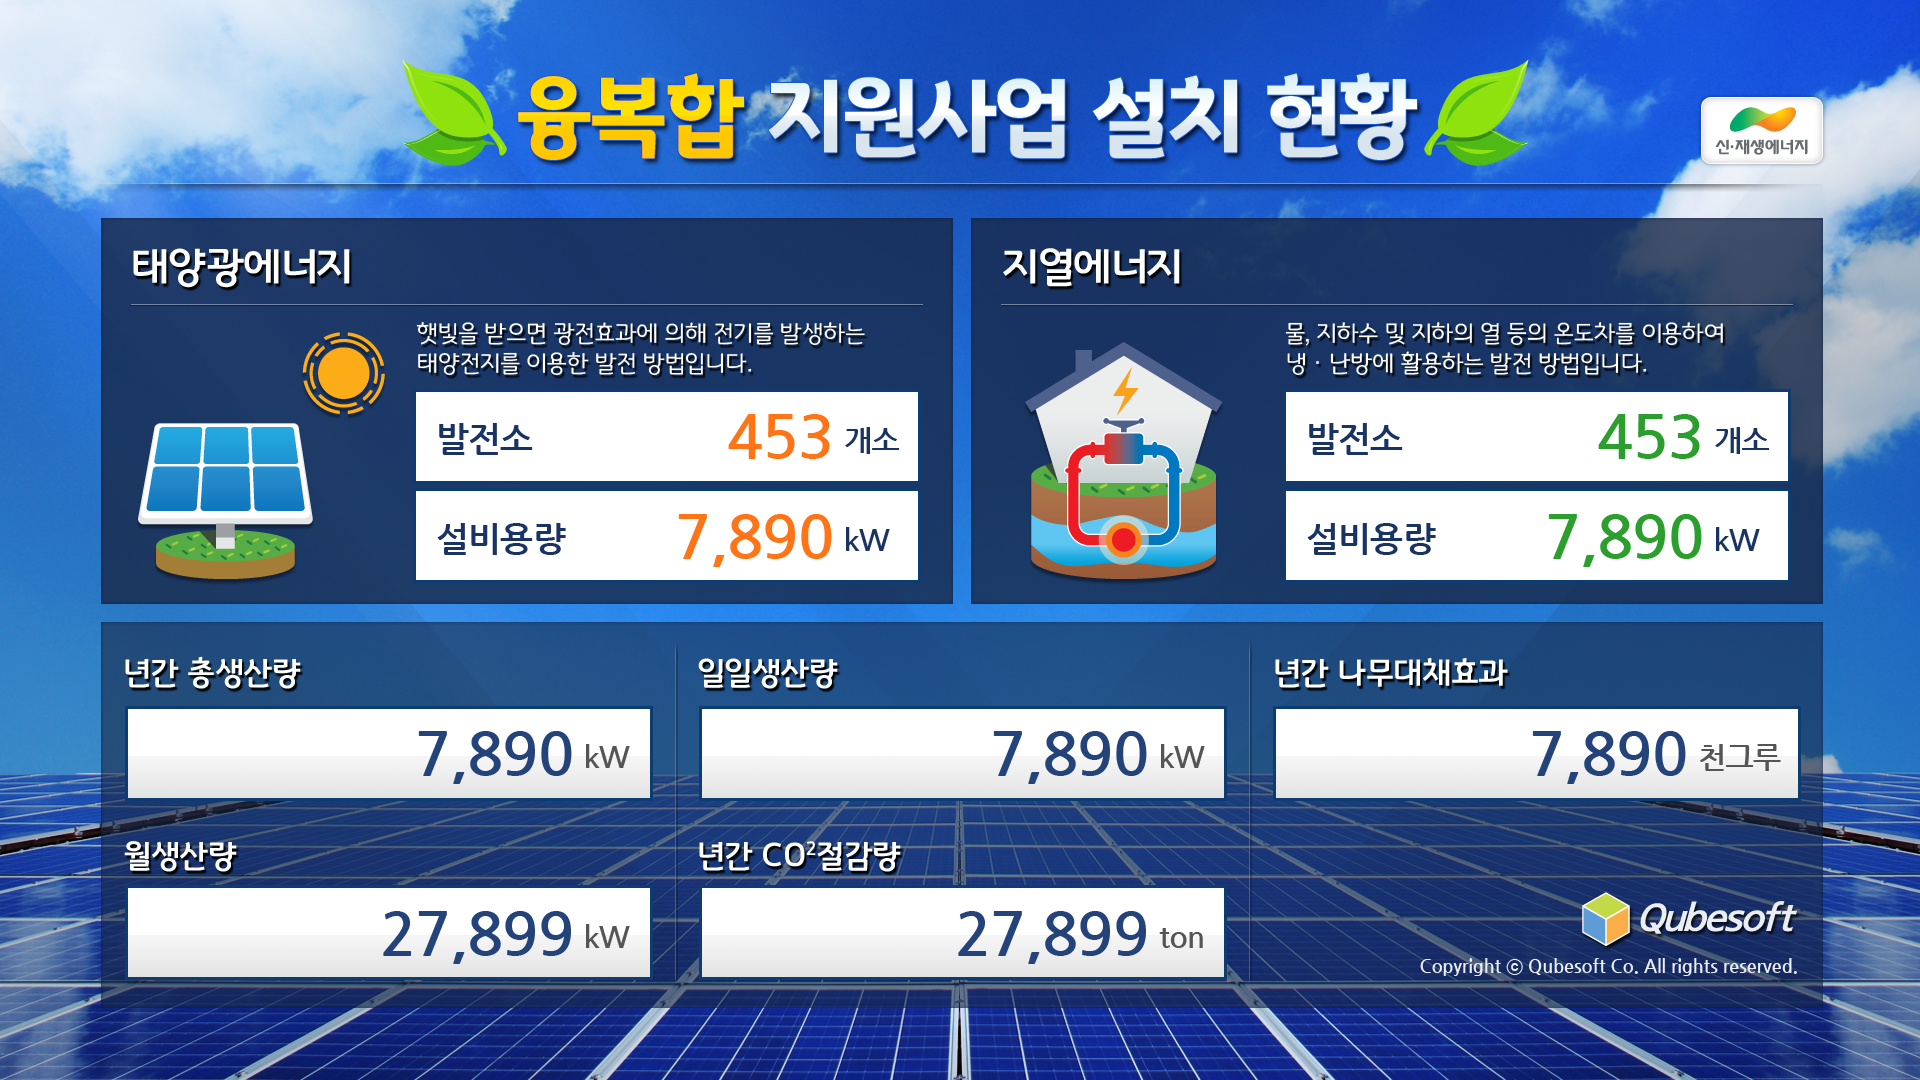 융복합 지원사업 설치 현황
신·재생에너지
태양광에너지
햇빛을 받으면 광전효과에 의해 전기를 발생하는
태양전지를 이용한 발전 방법입니다.
발전소 453 개소
설비용량 7,890 kW
지열에너지
물, 지하수 및 지하의 열 등의 온도차를 이용하여
냉 · 난방에 활용하는 발전 방법입니다.
발전소 453 개소
설비용량 7,890 kW
년간 총생산량
7,890 kW
일일생산량
7,890 kW
년간 나무대채효과
7,890 천그루
월생산량
27,899 kW
년간 CO²절감량
27,899 ton
Qubesoft
Copyright ⓒ Qubesoft Co. All rights reserved.